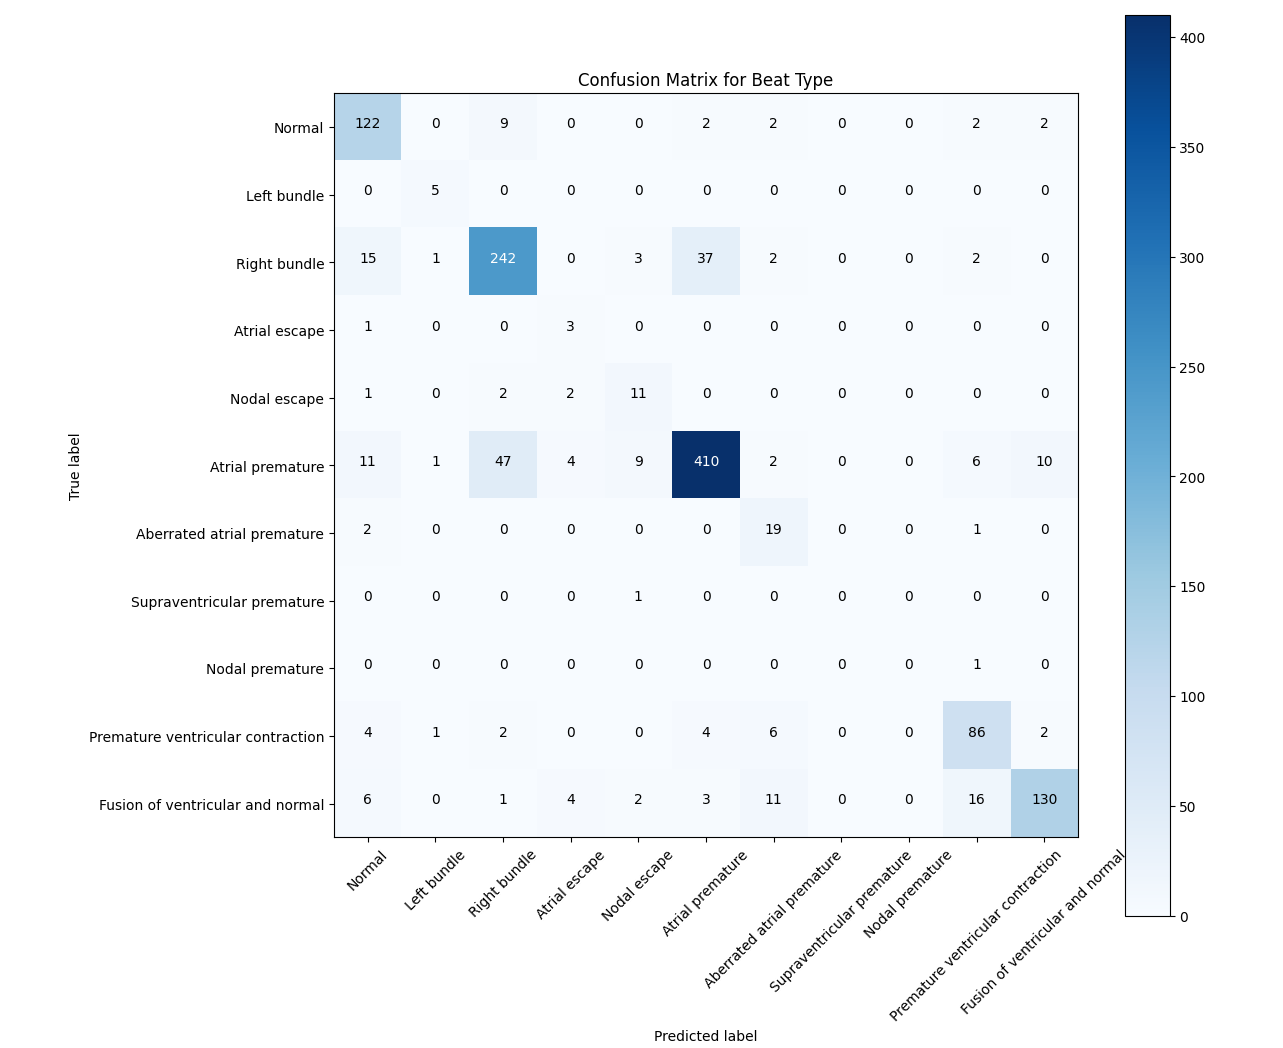 Confusion Matrix for Beat Type
Normal 122 0 9 0 0 2 2 0 0 2 2
Left bundle 0 5 0 0 0 0 0 0 0 0 0
Right bundle 15 1 242 0 3 37 2 0 0 2 0
Atrial escape 1 0 0 3 0 0 0 0 0 0 0
Nodal escape 1 0 2 2 11 0 0 0 0 0 0
Atrial premature 11 1 47 4 9 410 2 0 0 6 10
Aberrated atrial premature 2 0 0 0 0 0 19 0 0 1 0
Supraventricular premature 0 0 0 0 1 0 0 0 0 0 0
Nodal premature 0 0 0 0 0 0 0 0 0 1 0
Premature ventricular contraction 4 1 2 0 0 4 6 0 0 86 2
Fusion of ventricular and normal 6 0 1 4 2 3 11 0 0 16 130
True label
Normal
Left bundle
Right bundle
Atrial escape
Nodal escape
Atrial premature
Aberrated atrial premature
Supraventricular premature
Nodal premature
Premature ventricular contraction
Fusion of ventricular and normal
Predicted label
400
350
300
250
200
150
100
50
0